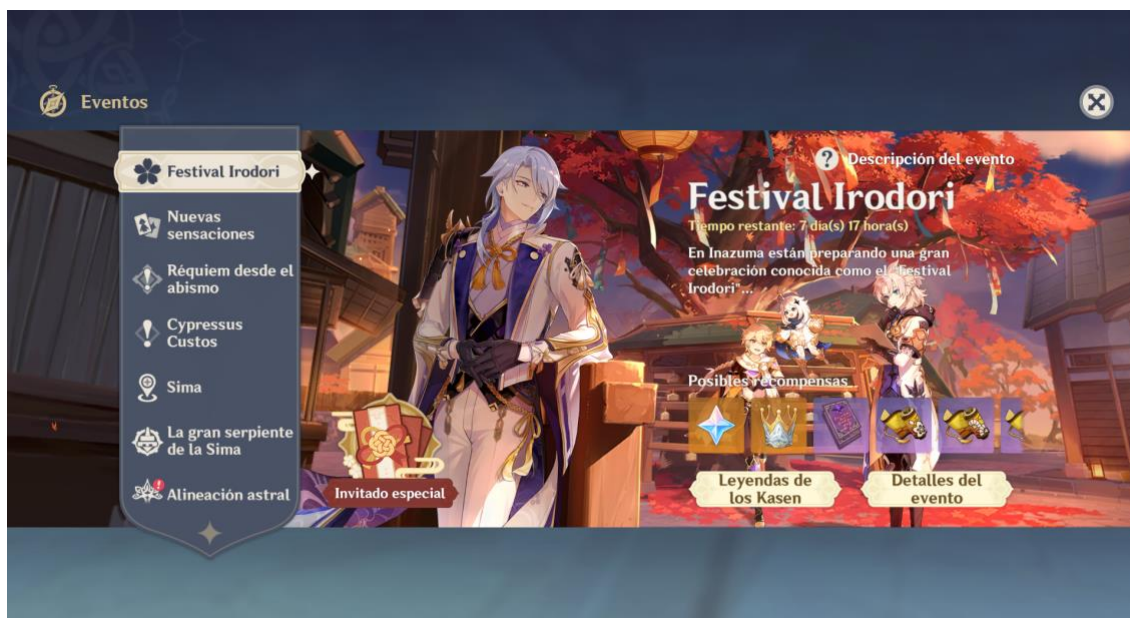 Eventos
Festival Irodori
Nuevas
sensaciones
Réquiem desde el
abismo
Cypressus
Custos
Sima
La gran serpiente
de la Sima
Alineación astral
Invitado especial
Descripción del evento
Festival Irodori
Tiempo restante: 7 día(s) 17 hora(s)
En Inazuma están preparando una gran
celebración conocida como el "Festival
Irodori"...
Posibles recompensas
Leyendas de
los Kasen
Detalles del
evento